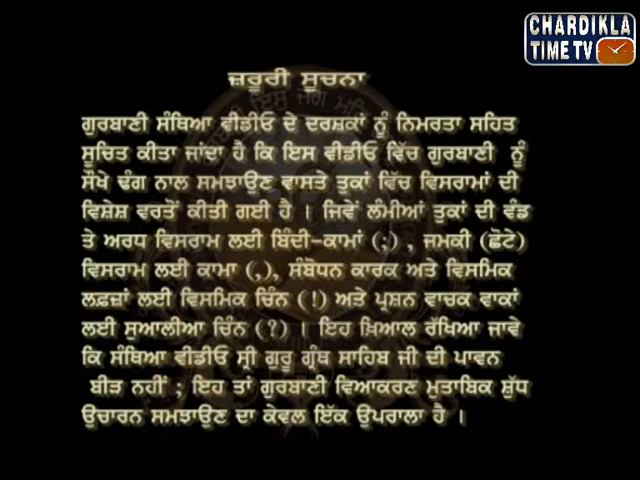 CHARDIKLA
TIME TV
ਜ਼ਰੂਰੀ ਸੂਚਨਾ
ਗੁਰਬਾਣੀ ਸੰਥਿਆ ਵੀਡੀਓ ਦੇ ਦਰਸ਼ਕਾਂ ਨੂੰ ਨਿਮਰਤਾ ਸਹਿਤ
ਸੂਚਿਤ ਕੀਤਾ ਜਾਂਦਾ ਹੈ ਕਿ ਇਸ ਵੀਡੀਓ ਵਿੱਚ ਗੁਰਬਾਣੀ ਨੂੰ
ਸੌਖੇ ਢੰਗ ਨਾਲ ਸਮਝਾਉਣ ਵਾਸਤੇ ਤੁਕਾਂ ਵਿੱਚ ਵਿਸਰਾਮਾਂ ਦੀ
ਵਿਸ਼ੇਸ਼ ਵਰਤੋਂ ਕੀਤੀ ਗਈ ਹੈ । ਜਿਵੇਂ ਲੰਮੀਆਂ ਤੁਕਾਂ ਦੀ ਵੰਡ
ਤੇ ਅਰਧ ਵਿਸਰਾਮ ਲਈ ਬਿੰਦੀ-ਕਾਮਾਂ (;) , ਜਮਕੀ (ਛੋਟੇ)
ਵਿਸਰਾਮ ਲਈ ਕਾਮਾ (,), ਸੰਬੋਧਨ ਕਾਰਕ ਅਤੇ ਵਿਸਮਿਕ
ਲਫ਼ਜ਼ਾਂ ਲਈ ਵਿਸਮਿਕ ਚਿੰਨ (!) ਅਤੇ ਪ੍ਰਸ਼ਨ ਵਾਚਕ ਵਾਕਾਂ
ਲਈ ਸੁਆਲੀਆ ਚਿੰਨ (?) । ਇਹ ਖ਼ਿਆਲ ਰੱਖਿਆ ਜਾਵੇ
ਕਿ ਸੰਥਿਆ ਵੀਡੀਓ ਸ੍ਰੀ ਗੁਰੂ ਗ੍ਰੰਥ ਸਾਹਿਬ ਜੀ ਦੀ ਪਾਵਨ
ਬੀੜ ਨਹੀਂ ; ਇਹ ਤਾਂ ਗੁਰਬਾਣੀ ਵਿਆਕਰਣ ਮੁਤਾਬਿਕ ਸ਼ੁੱਧ
ਉਚਾਰਨ ਸਮਝਾਉਣ ਦਾ ਕੇਵਲ ਇੱਕ ਉਪਰਾਲਾ ਹੈ ।